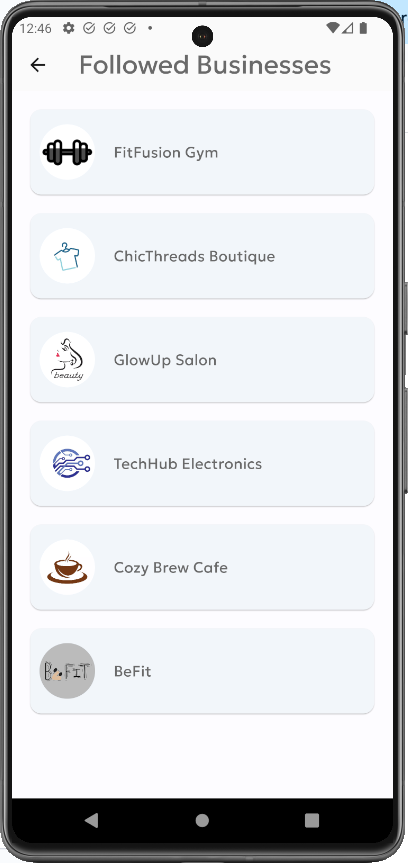 12:46
Followed Businesses
FitFusion Gym
ChicThreads Boutique
beauty
GlowUp Salon
TechHub Electronics
Cozy Brew Cafe
BeFiT
BeFit